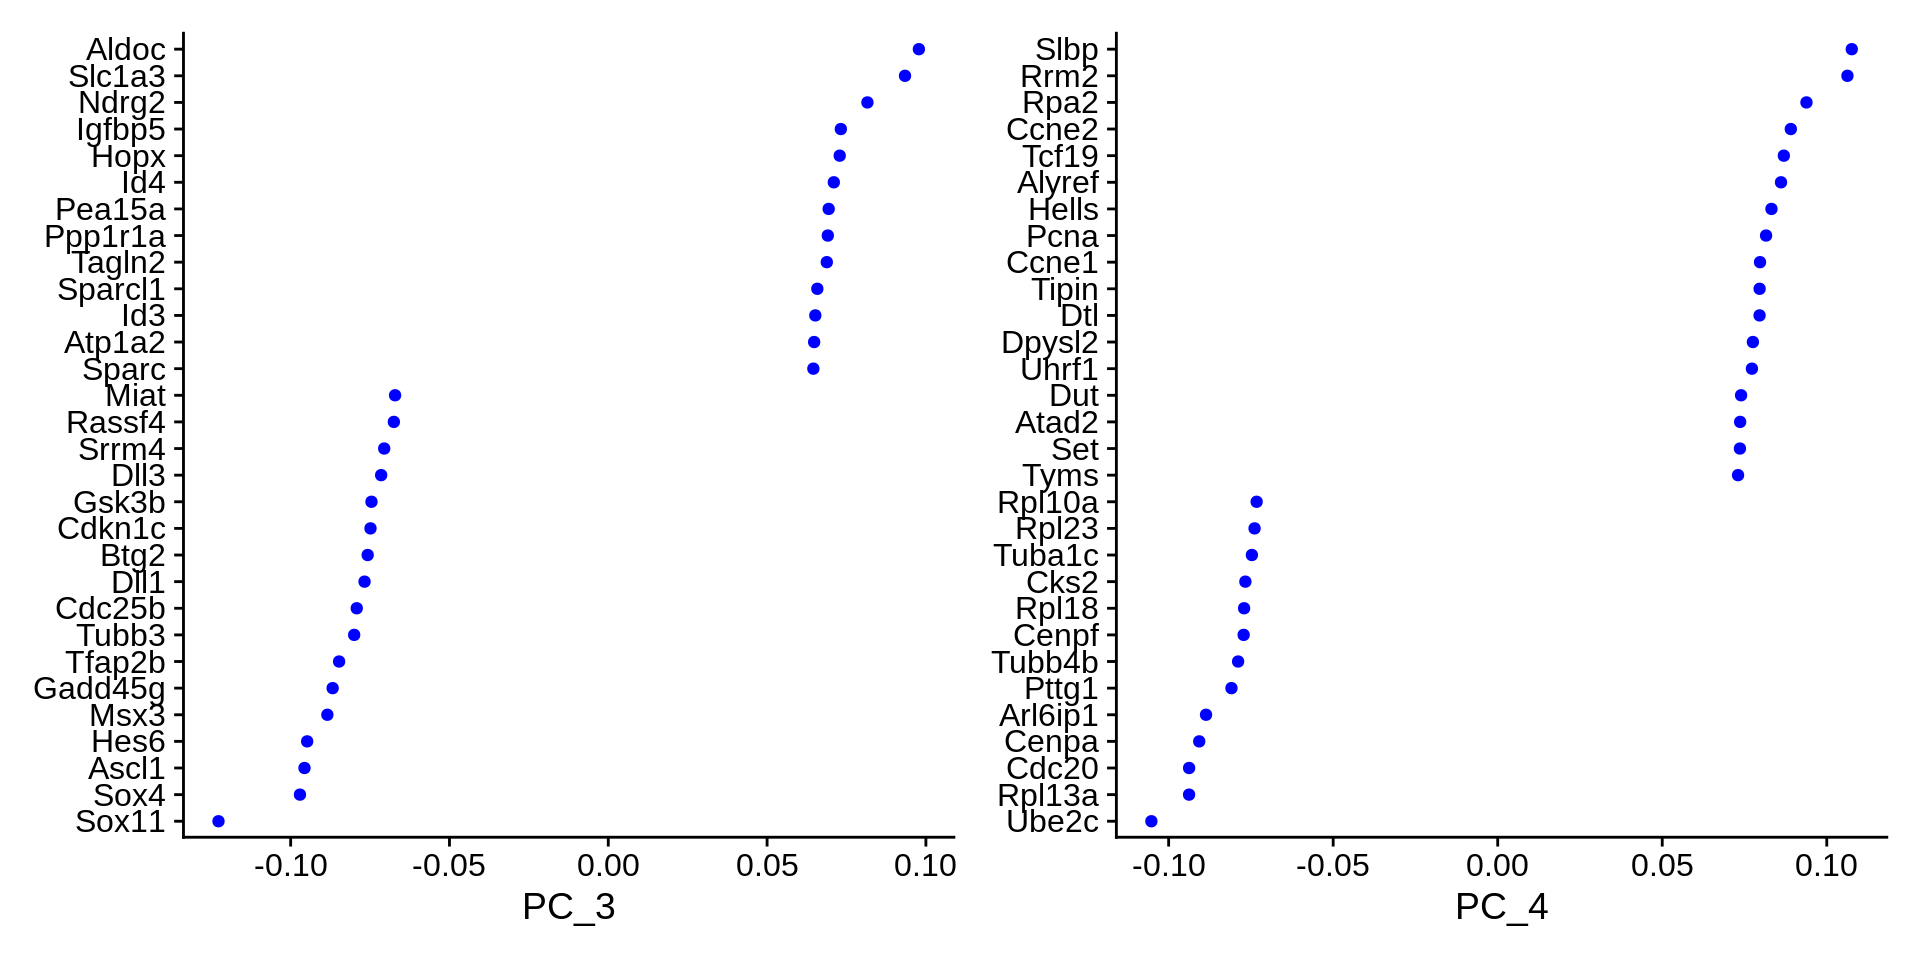 Aldoc
Slc1a3
Ndrg2
Igfbp5
Hopx
Id4
Pea15a
Ppp1r1a
Tagln2
Sparcl1
Id3
Atp1a2
Sparc
Miat
Rassf4
Srrm4
Dll3
Gsk3b
Cdkn1c
Btg2
Dll1
Cdc25b
Tubb3
Tfap2b
Gadd45g
Msx3
Hes6
Ascl1
Sox4
Sox11
-0.10 -0.05 0.00 0.05 0.10
PC_3
Slbp
Rrm2
Rpa2
Ccne2
Tcf19
Alyref
Hells
Pcna
Ccne1
Tipin
Dtl
Dpysl2
Uhrf1
Dut
Atad2
Set
Tyms
Rpl10a
Rpl23
Tuba1c
Cks2
Rpl18
Cenpf
Tubb4b
Pttg1
Arl6ip1
Cenpa
Cdc20
Rpl13a
Ube2c
-0.10 -0.05 0.00 0.05 0.10
PC_4